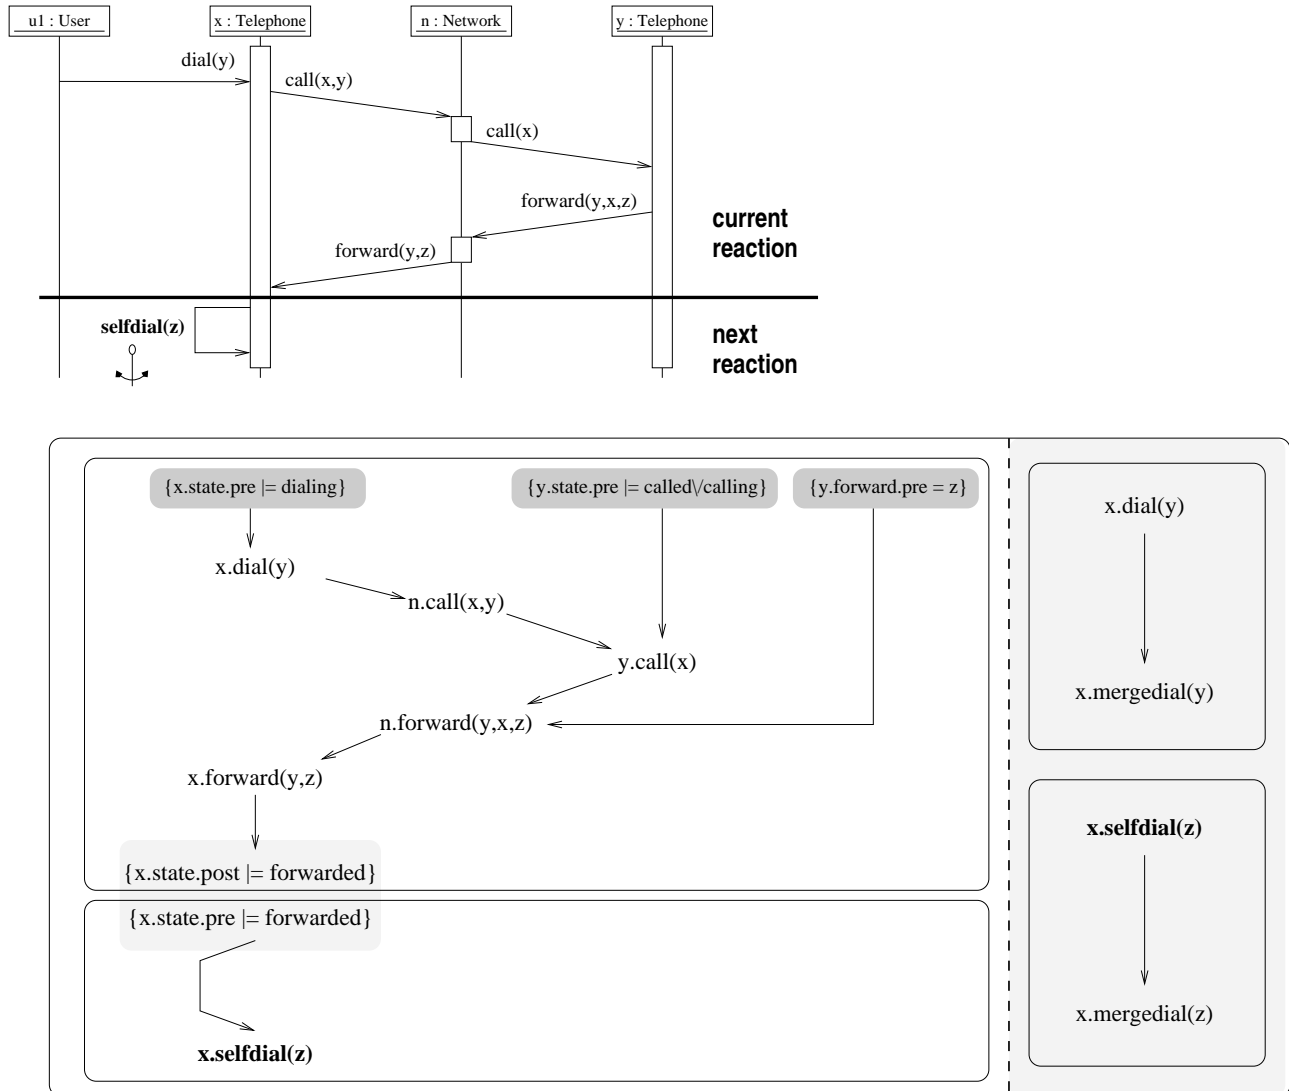 u1 : User
x : Telephone
n : Network
y : Telephone
dial(y)
call(x,y)
call(x)
forward(y,x,z)
forward(y,z)
current
reaction
selfdial(z)
next
reaction
{x.state.pre |= dialing}
{y.state.pre |= called\/calling}
{y.forward.pre = z}
x.dial(y)
n.call(x,y)
y.call(x)
n.forward(y,x,z)
x.forward(y,z)
{x.state.post |= forwarded}
{x.state.pre |= forwarded}
x.selfdial(z)
x.dial(y)
x.mergedial(y)
x.selfdial(z)
x.mergedial(z)